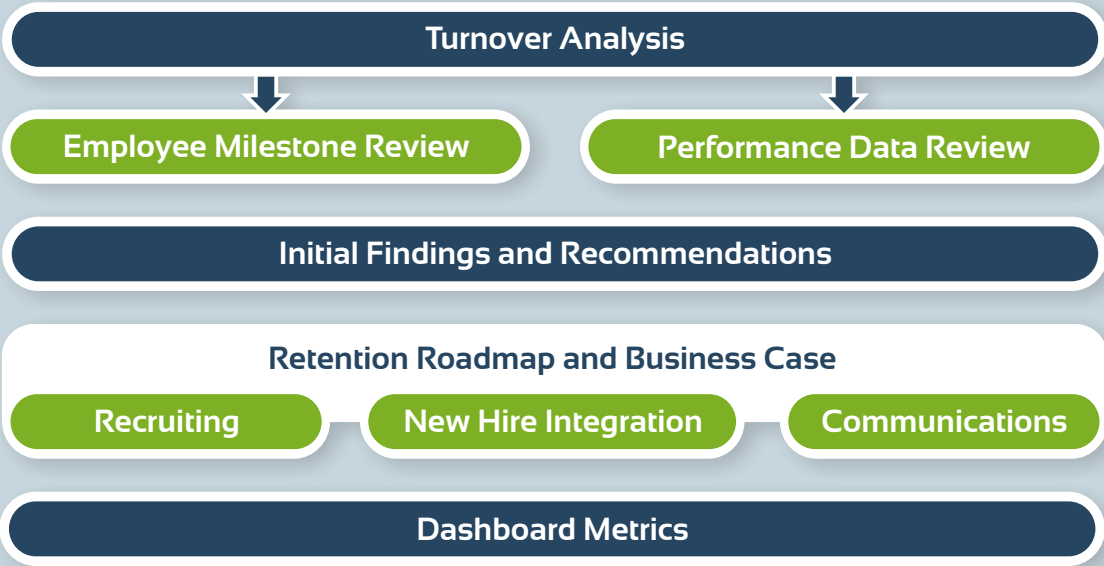 Turnover Analysis
Employee Milestone Review
Performance Data Review
Initial Findings and Recommendations
Retention Roadmap and Business Case
Recruiting
New Hire Integration
Communications
Dashboard Metrics